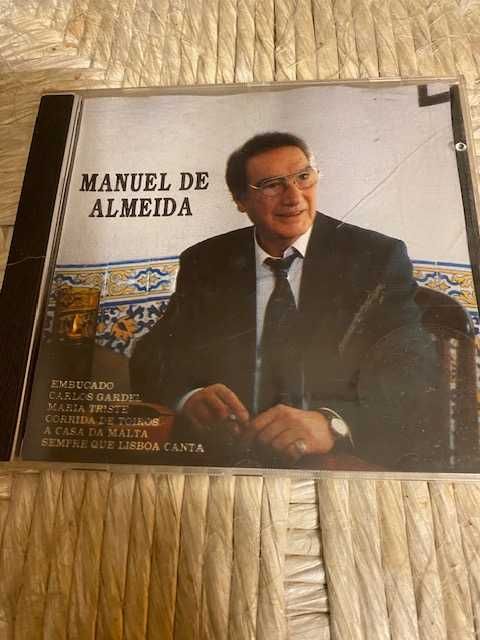 MANUEL DE
ALMEIDA
EMBUCADO
CARLOS GARDEL
MARIA TRISTE
CORRIDA DE TOIROS
A CASA DA MALTA
SEMPRE QUE LISBOA CANTA